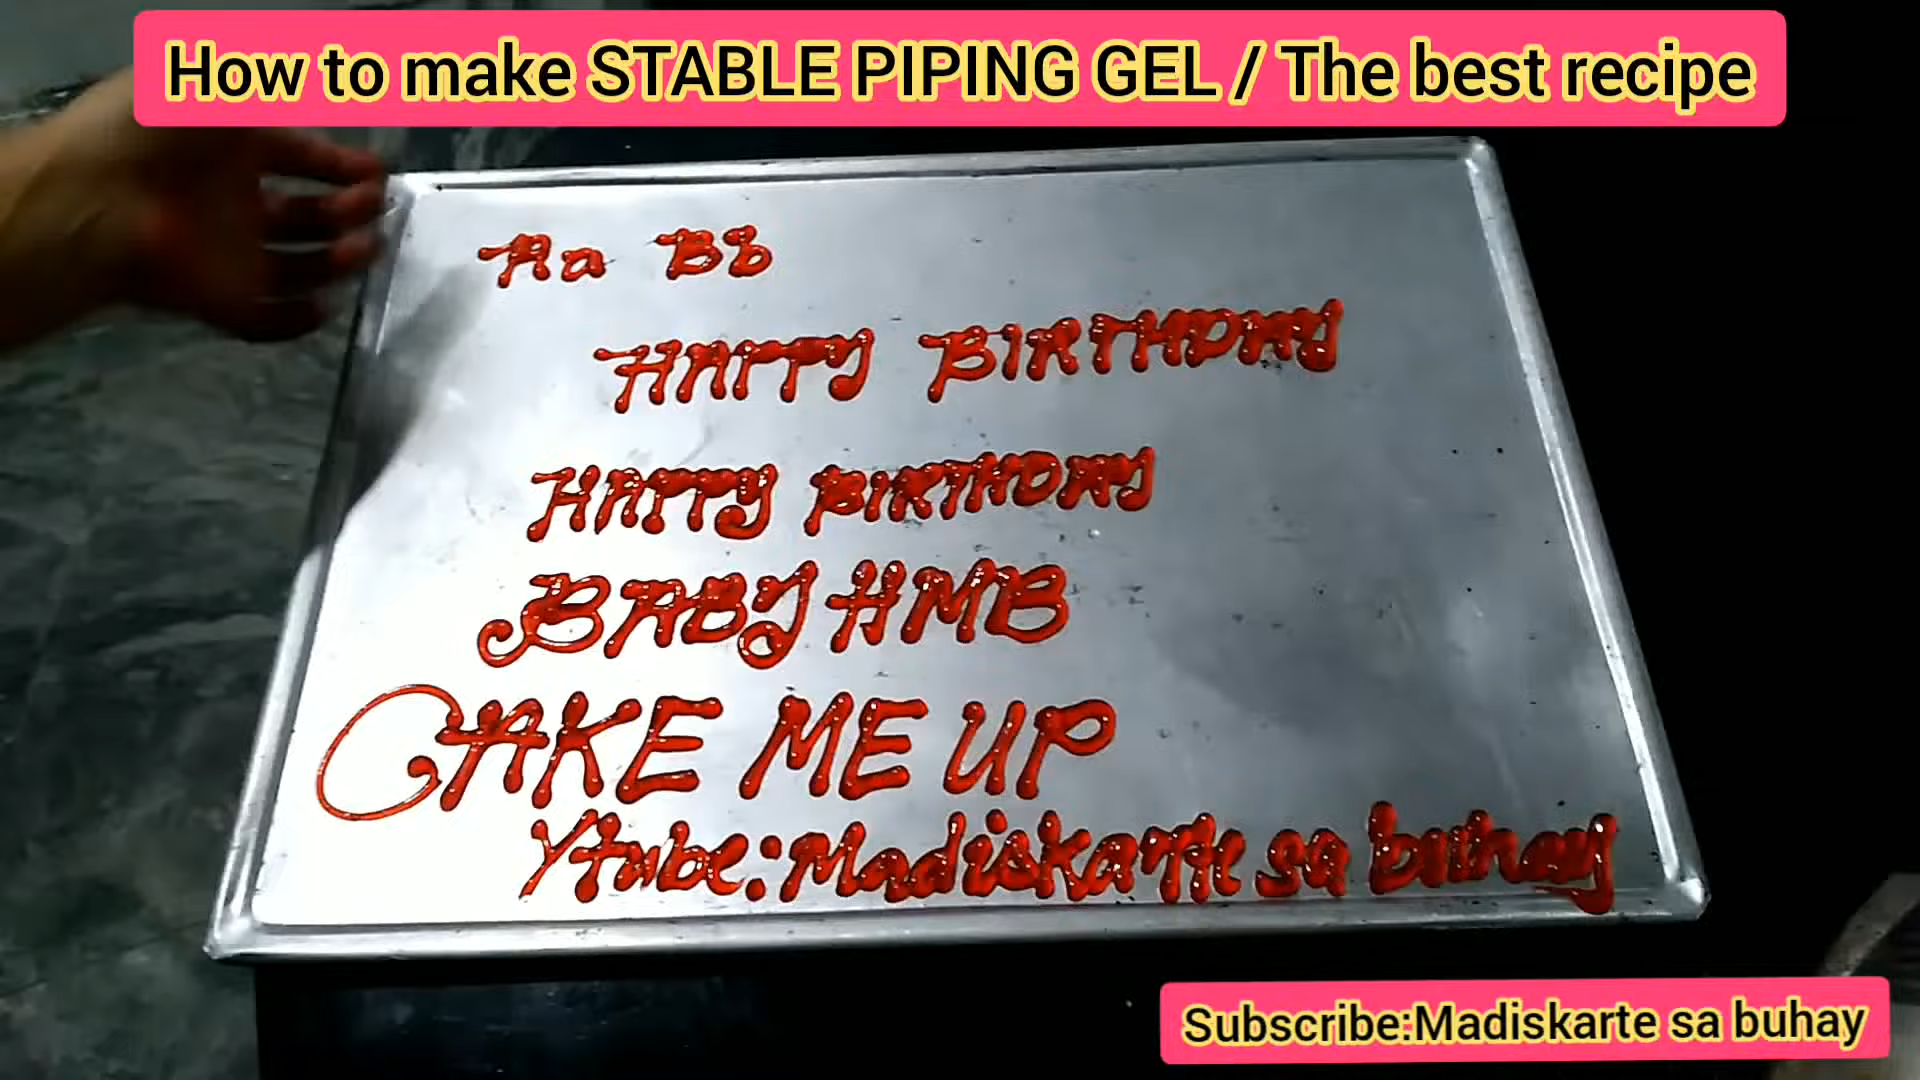 How to make STABLE PIPING GEL / The best recipe
Aa Bb
HAPPY BIRTHDAY
HAPPY BIRTHDAY
BABY HMB
CAKE ME UP
Ytube:Madiskarte sa buhay
Subscribe:Madiskarte sa buhay